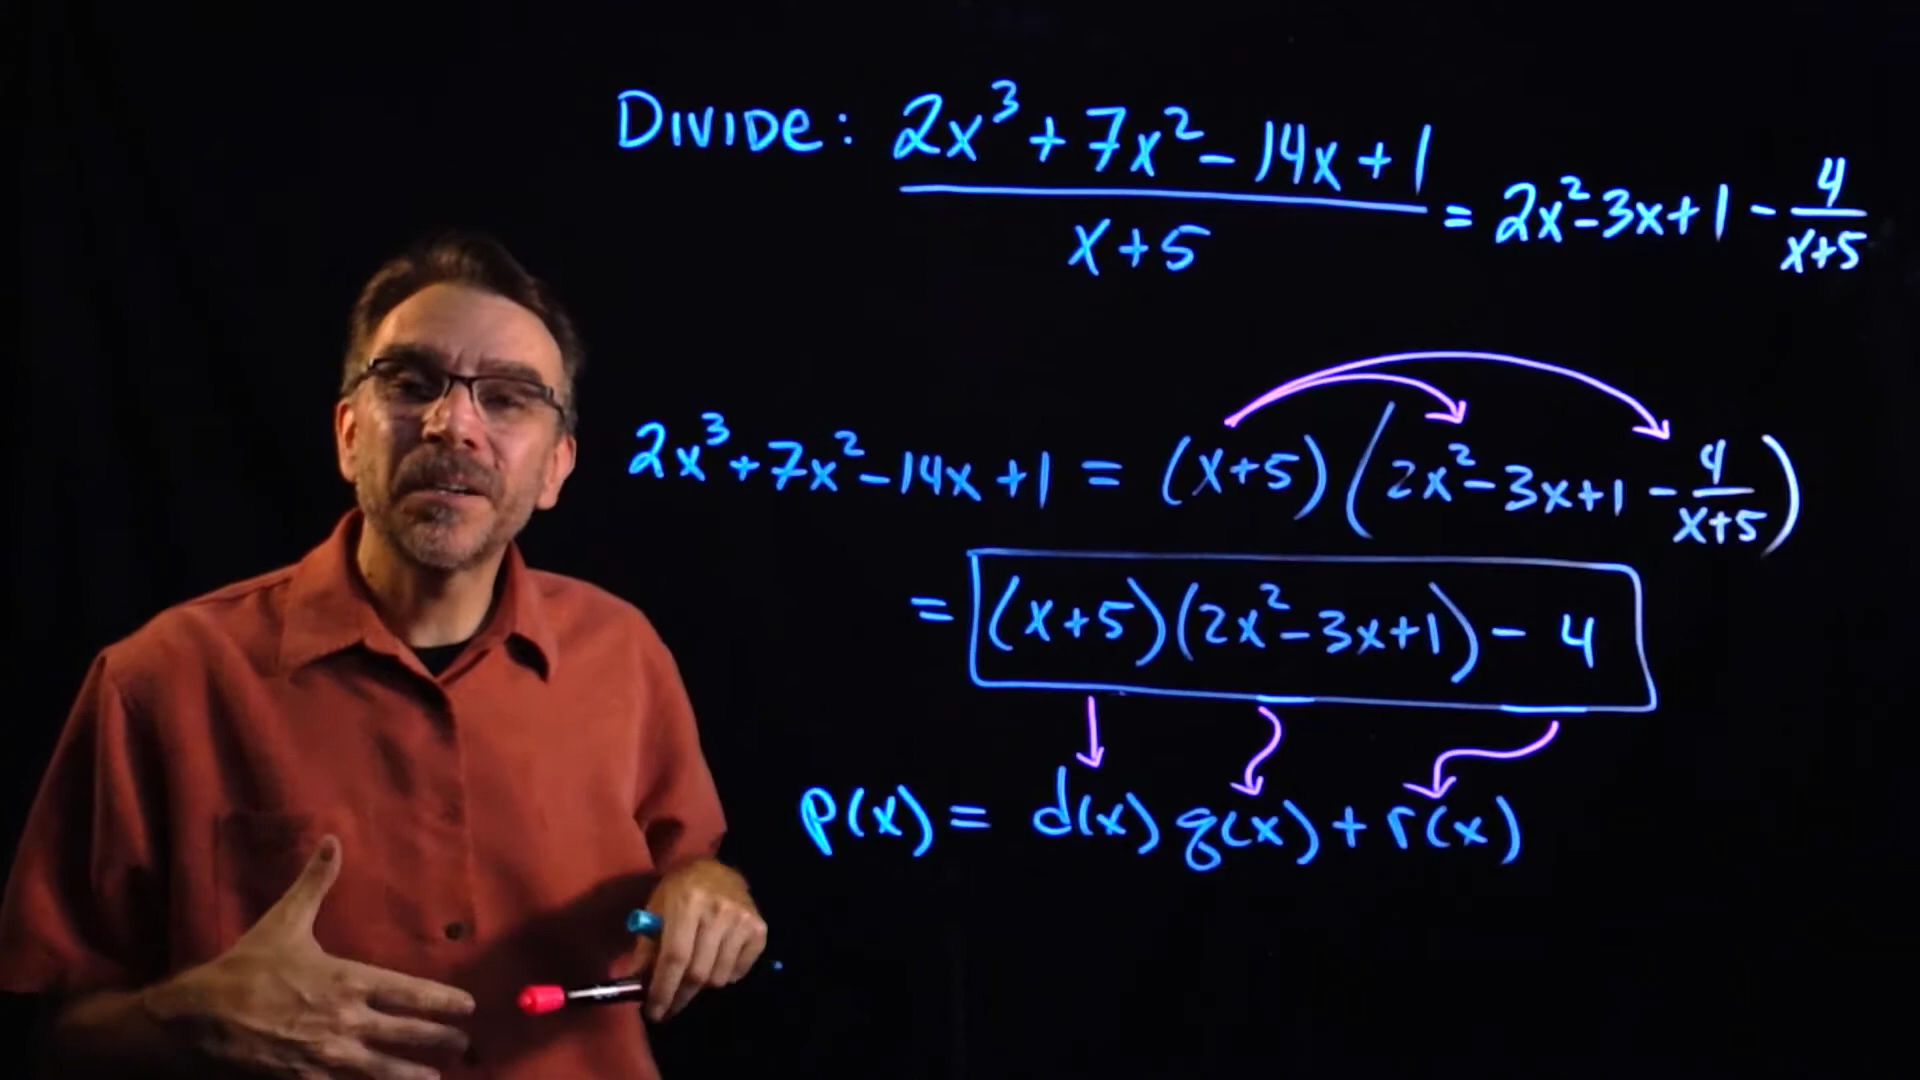 DIVIDE: (2x³ + 7x² - 14x + 1)/(x + 5) = 2x² - 3x + 1 - 4/(x+5)
2x³ + 7x² - 14x + 1 = (x+5)(2x² - 3x + 1 - 4/(x+5))
= (x+5)(2x² - 3x + 1) - 4
p(x) = d(x) q(x) + r(x)